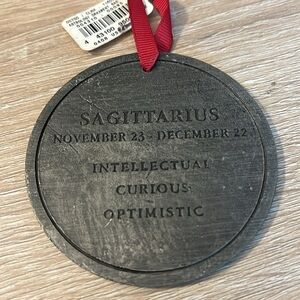 SAGITTARIUS
NOVEMBER 23 - DECEMBER 22
INTELLECTUAL
CURIOUS
OPTIMISTIC